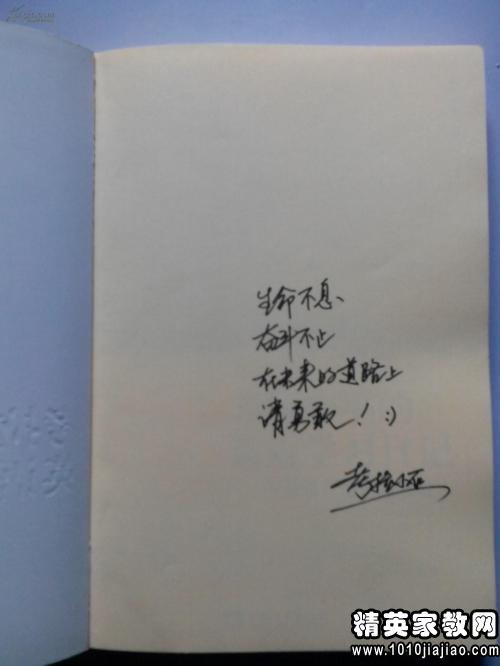 生命不息、
奋斗不止
在未来的道路上
请勇敢！:)
精英家教网
www.1010jiajiao.com